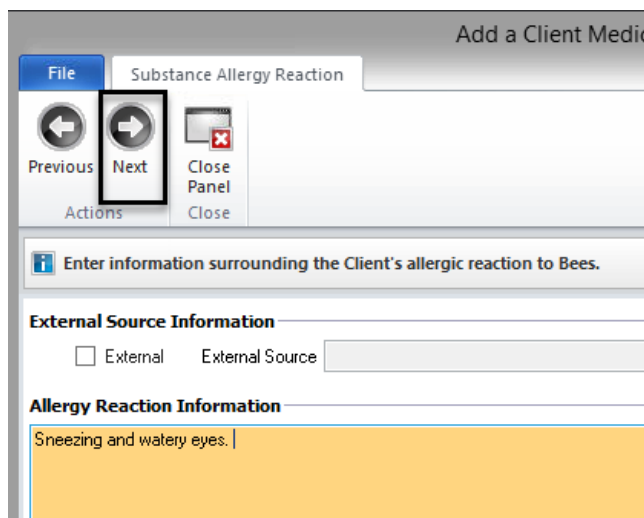 Add a Client Medic
File Substance Allergy Reaction
Previous Next Close
Panel
Actions Close
Enter information surrounding the Client's allergic reaction to Bees.
External Source Information
External External Source
Allergy Reaction Information
Sneezing and watery eyes.